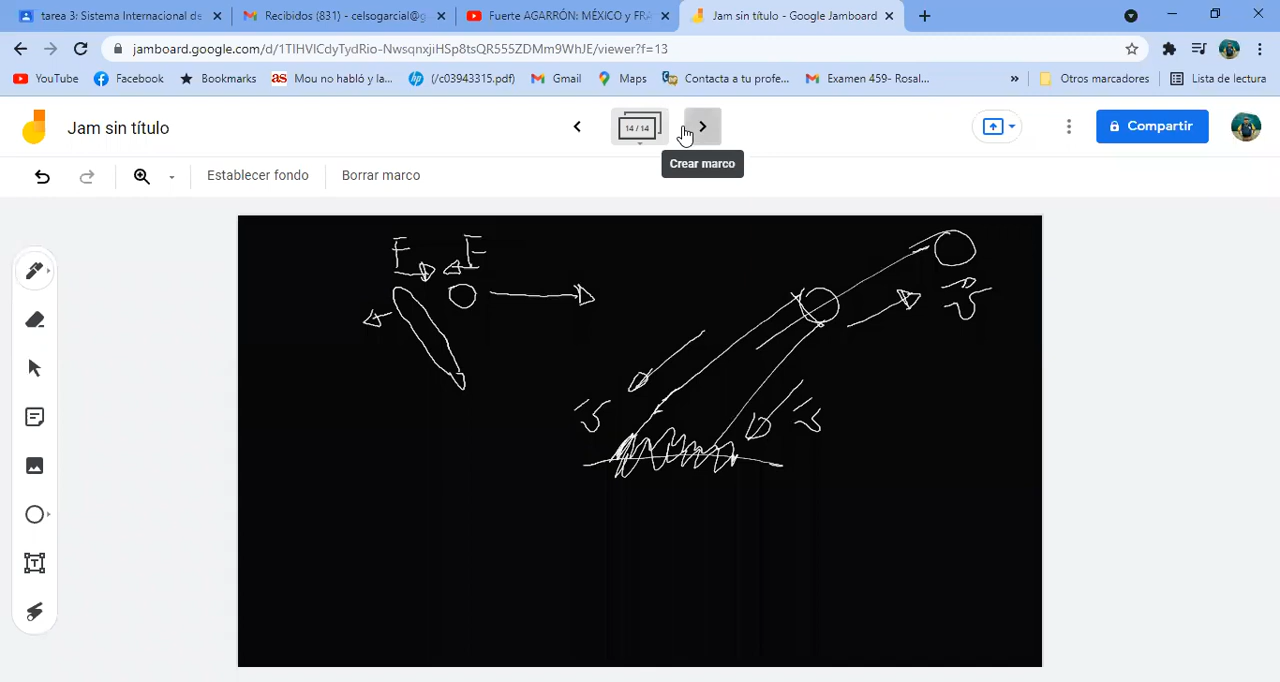 tarea 3: Sistema Internacional de
Recibidos (831) - celsogarcial@g
Fuerte AGARRÓN: MÉXICO y FRA
Jam sin título - Google Jamboard
jamboard.google.com/d/1TIHVICdyTydRio-NwsqnxjiHSp8tsQR555ZDMm9WhJE/viewer?f=13
YouTube
Facebook
Bookmarks
as Mou no habló y la...
hp (/c03943315.pdf)
Gmail
Maps
Contacta a tu profe...
Examen 459- Rosal...
»
Otros marcadores
Lista de lectura
Jam sin título
14 / 14
Compartir
Crear marco
Establecer fondo
Borrar marco
F F